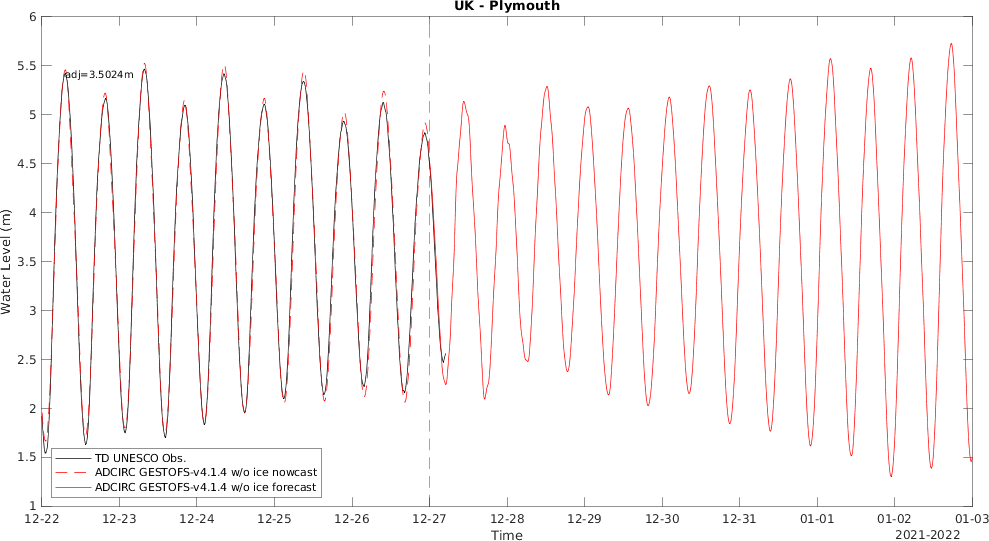 UK - Plymouth
6
5.5
5
4.5
4
3.5
3
2.5
2
1.5
1
Water Level (m)
adj=3.5024m
TD UNESCO Obs.
ADCIRC GESTOFS-v4.1.4 w/o ice nowcast
ADCIRC GESTOFS-v4.1.4 w/o ice forecast
12-22 12-23 12-24 12-25 12-26 12-27 12-28 12-29 12-30 12-31 01-01 01-02 01-03
Time
2021-2022